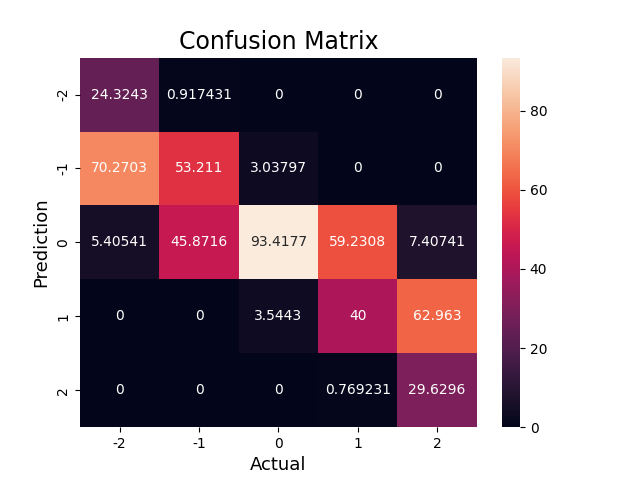 Confusion Matrix
-2 24.3243 0.917431 0 0 0
-1 70.2703 53.211 3.03797 0 0
0 5.40541 45.8716 93.4177 59.2308 7.40741
1 0 0 3.5443 40 62.963
2 0 0 0 0.769231 29.6296
-2 -1 0 1 2
Actual
Prediction
80
60
40
20
0